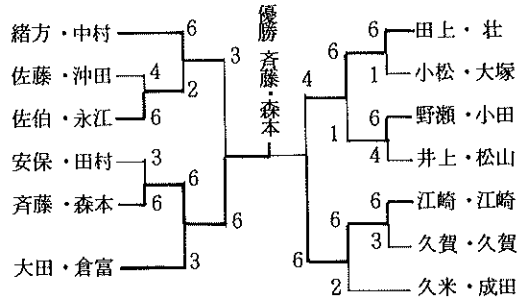 優勝 斉藤・森本
緒方・中村 6
佐藤・沖田 4
佐伯・永江 6
2
3
安保・田村 3
斉藤・森本 6
6
大田・倉富 3
6
田上・壮 6
小松・大塚 1
6
野瀬・小田 6
井上・松山 4
1
4
江崎・江崎 6
久賀・久賀 3
6
久米・成田 2
6